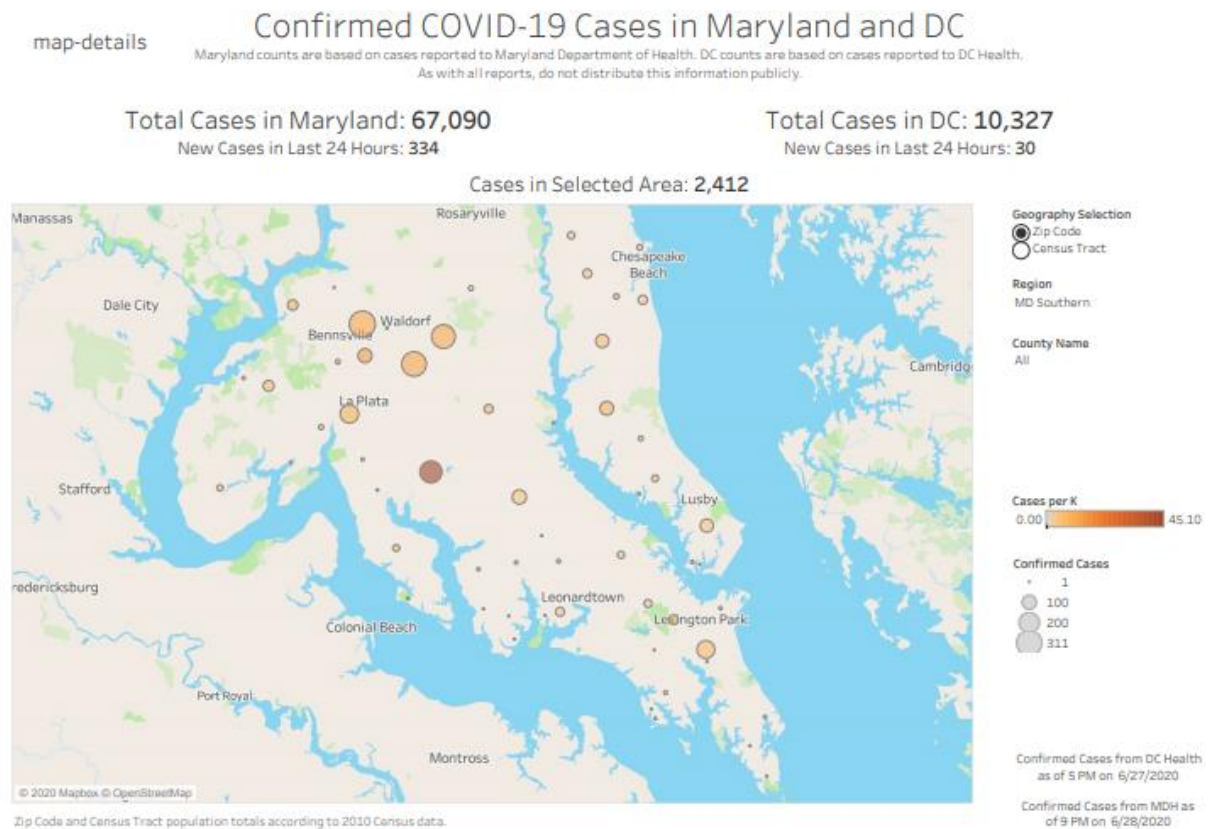 map-details
Confirmed COVID-19 Cases in Maryland and DC
Maryland counts are based on cases reported to Maryland Department of Health. DC counts are based on cases reported to DC Health.
As with all reports, do not distribute this information publicly.
Total Cases in Maryland: 67,090
New Cases in Last 24 Hours: 334
Total Cases in DC: 10,327
New Cases in Last 24 Hours: 30
Cases in Selected Area: 2,412
Manassas
Rosaryville
Chesapeake
Beach
Dale City
Waldorf
Bennsville
Cambridg
La Plata
Stafford
Lusby
redericksburg
Leonardtown
Lexington Park
Colonial Beach
Port Royal
Montross
© 2020 Mapbox © OpenStreetMap
Geography Selection
Zip Code
Census Tract
Region
MD Southern
County Name
All
Cases per K
0.00 45.10
Confirmed Cases
1
100
200
311
Confirmed Cases from DC Health
as of 5 PM on 6/27/2020
Confirmed Cases from MDH as
of 9 PM on 6/28/2020
Zip Code and Census Tract population totals according to 2010 Census data.